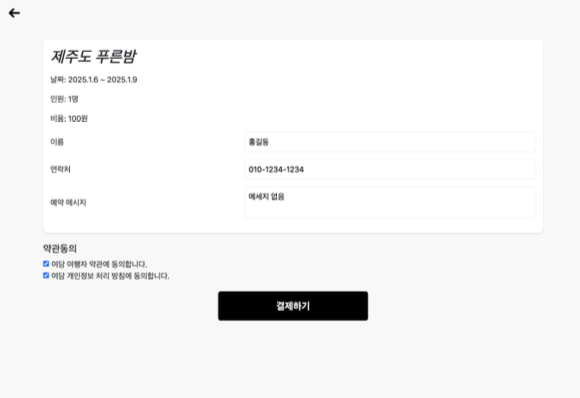 제주도 푸른밤
날짜: 2025.1.6 ~ 2025.1.9
인원: 1명
비용: 100원
이름 홍길동
연락처 010-1234-1234
예약 메시지 메세지 없음
약관동의
여담 여행자 약관에 동의합니다.
여담 개인정보 처리 방침에 동의합니다.
결제하기